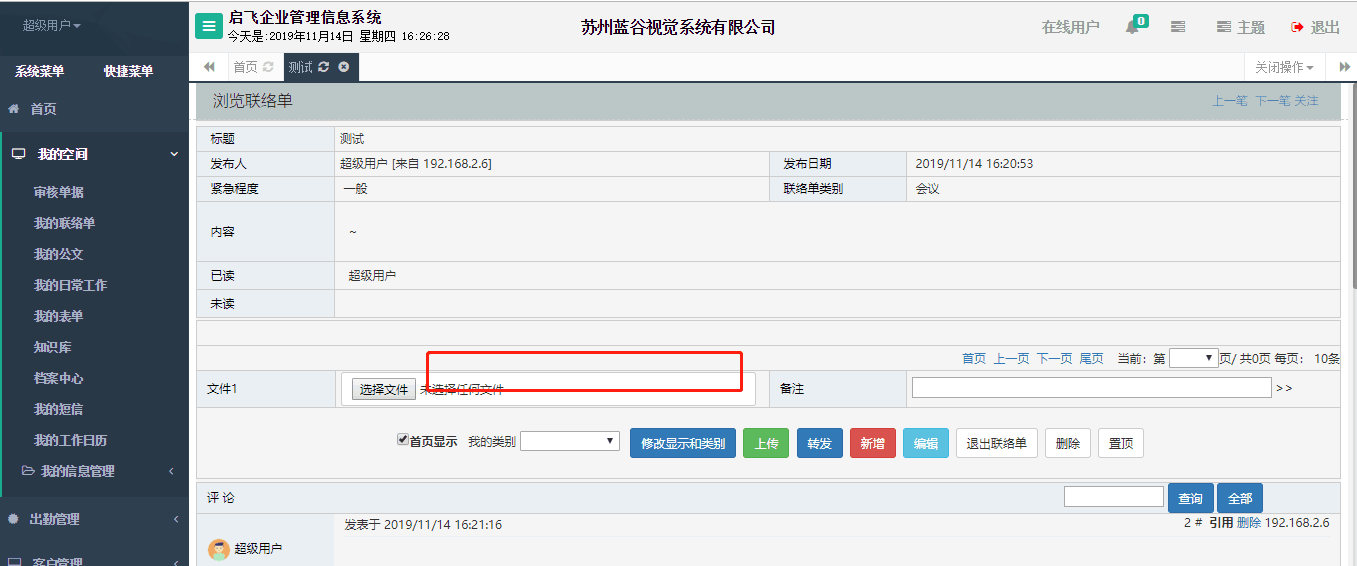 超级用户
启飞企业管理信息系统
今天是:2019年11月14日 星期四 16:26:28
苏州蓝谷视觉系统有限公司
在线用户
0
主题
退出
系统菜单 快捷菜单
首页 测试
关闭操作
首页
我的空间
审核单据
我的联络单
我的公文
我的日常工作
我的表单
知识库
档案中心
我的短信
我的工作日历
我的信息管理
出勤管理
客户管理
浏览联络单
上一笔 下一笔 关注
标题 测试
发布人 超级用户 [来自 192.168.2.6] 发布日期 2019/11/14 16:20:53
紧急程度 一般 联络单类别 会议
内容 ~
已读 超级用户
未读
首页 上一页 下一页 尾页 当前: 第 页/ 共0页 每页: 10条
文件1 选择文件 未选择任何文件 备注 >>
首页显示 我的类别 修改显示和类别 上传 转发 新增 编辑 退出联络单 删除 置顶
评 论 查询 全部
发表于 2019/11/14 16:21:16 2 # 引用 删除 192.168.2.6
超级用户